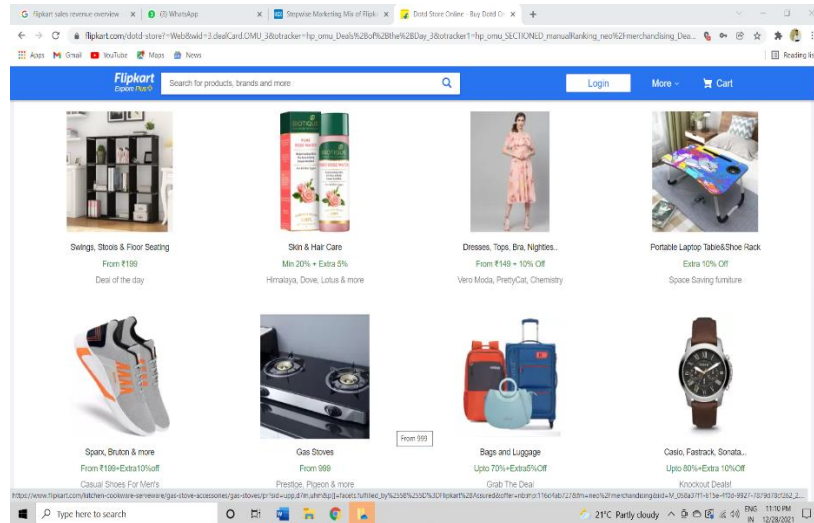 Flipkart sales revenue overview
(3) WhatsApp
Stepwise Marketing Mix of Flipk
Dotd Store Online - Buy Dotd O
Apps
Gmail
YouTube
Maps
News
Reading lis
Flipkart
Explore Plus
Search for products, brands and more
Login
More
Cart
Swings, Stools & Floor Seating
From ₹199
Deal of the day
Skin & Hair Care
Min 20% + Extra 5%
Himalaya, Dove, Lotus & more
Dresses, Tops, Bra, Nighties...
From ₹149 + 10% Off
Vero Moda, PrettyCat, Chemistry
Portable Laptop Table&Shoe Rack
Extra 10% Off
Space Saving furniture
Sparx, Bruton & more
From ₹199+Extra10%off
Casual Shoes For Men's
Gas Stoves
From 999
Prestige, Pigeon & more
From 999
Bags and Luggage
Upto 70%+Extra5%Off
Grab The Deal
Casio, Fastrack, Sonata...
Upto 80%+Extra 10%Off
Knockout Deals!
Type here to search
21°C Partly cloudy
ENG
IN
11:10 PM
12/28/2021